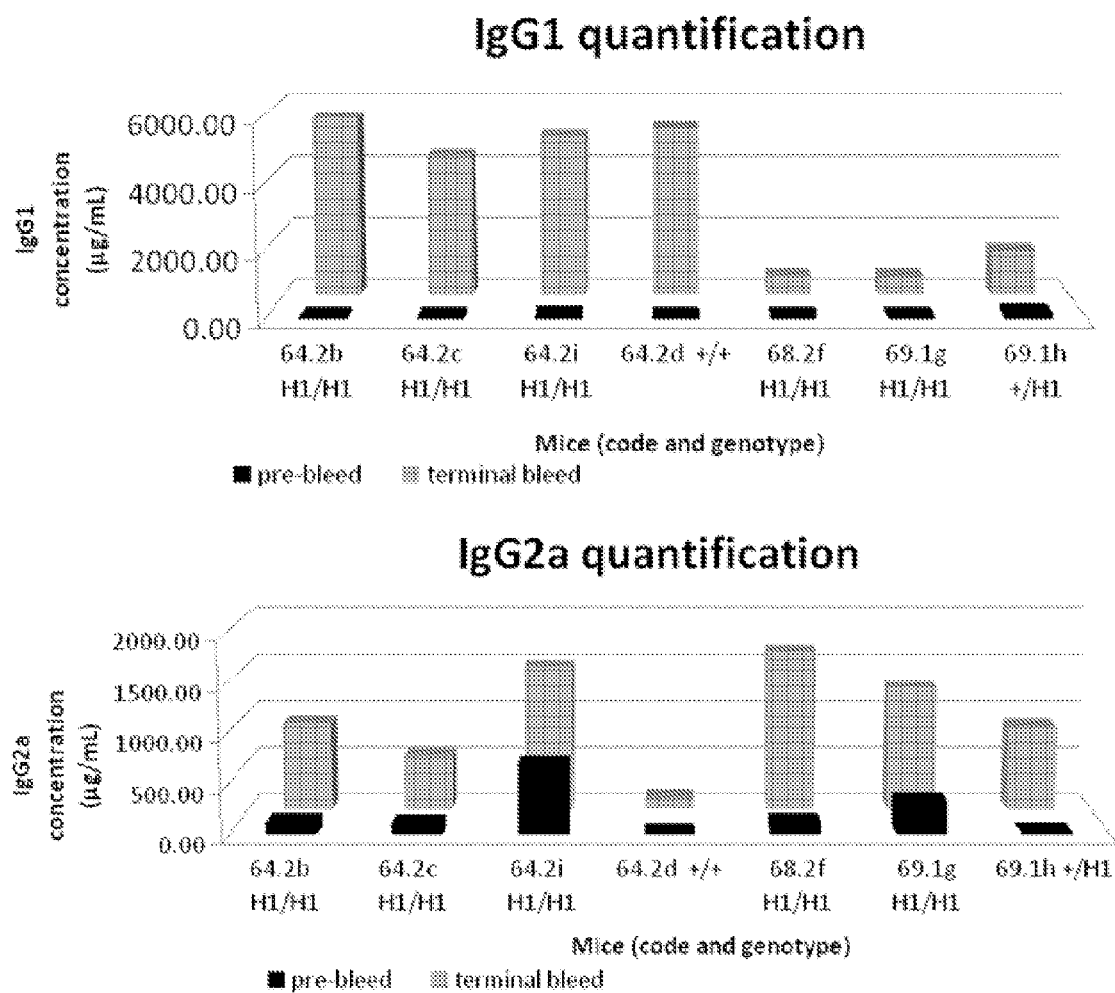 IgG1 quantification
6000.00
4000.00
2000.00
0.00
IgG1
concentration
(µg/mL)
64.2b 64.2c 64.2i 64.2d +/+ 68.2f 69.1g 69.1h
H1/H1 H1/H1 H1/H1 H1/H1 H1/H1 +/H1
Mice (code and genotype)
pre-bleed terminal bleed
IgG2a quantification
2000.00
1500.00
1000.00
500.00
0.00
IgG2a
concentration
(µg/mL)
64.2b 64.2c 64.2i 64.2d +/+ 68.2f 69.1g 69.1h +/H1
H1/H1 H1/H1 H1/H1 H1/H1 H1/H1
Mice (code and genotype)
pre-bleed terminal bleed